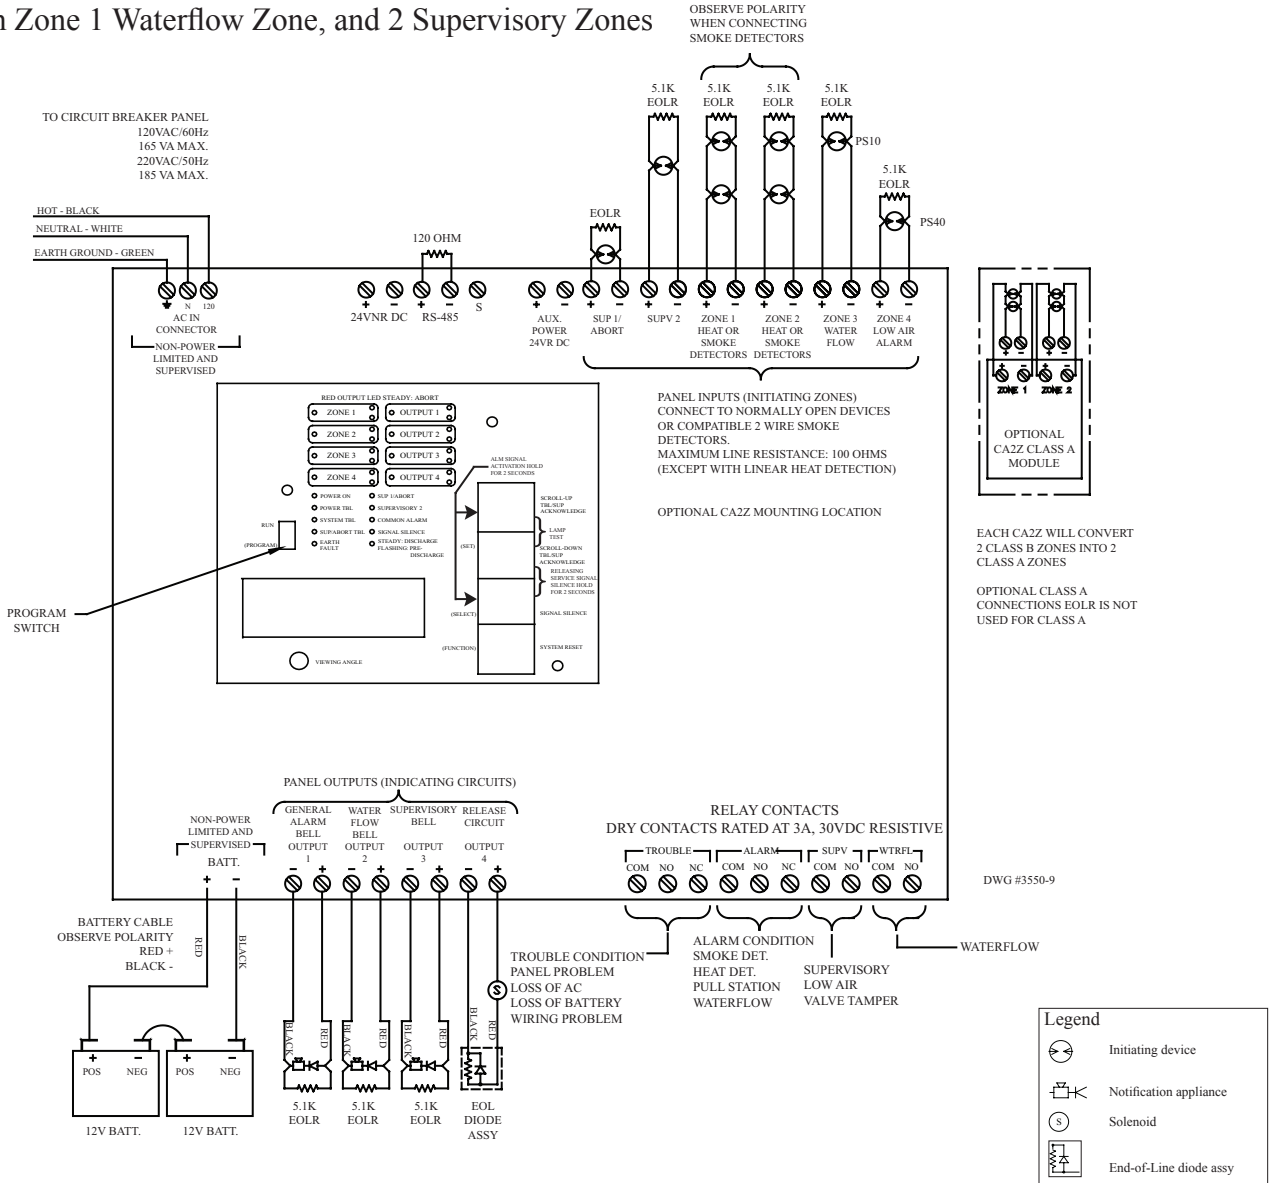 Zone 1 Waterflow Zone, and 2 Supervisory Zones
OBSERVE POLARITY
WHEN CONNECTING
SMOKE DETECTORS
5.1K
EOLR
5.1K
EOLR
5.1K
EOLR
5.1K
EOLR
PS10
5.1K
EOLR
PS40
TO CIRCUIT BREAKER PANEL
120VAC/60Hz
165 VA MAX.
220VAC/50Hz
185 VA MAX.
HOT - BLACK
NEUTRAL - WHITE
EARTH GROUND - GREEN
120 OHM
EOLR
N 120
AC IN
CONNECTOR
NON-POWER
LIMITED AND
SUPERVISED
+ - + - S
24VNR DC RS-485
+ - + - + - + - + - + - + -
AUX.
POWER
24VR DC
SUP 1/
ABORT
SUPV 2
ZONE 1
HEAT OR
SMOKE
DETECTORS
ZONE 2
HEAT OR
SMOKE
DETECTORS
ZONE 3
WATER
FLOW
ZONE 4
LOW AIR
ALARM
+ - + -
+ - + -
ZONE 1 ZONE 2
OPTIONAL
CA2Z CLASS A
MODULE
PANEL INPUTS (INITIATING ZONES)
CONNECT TO NORMALLY OPEN DEVICES
OR COMPATIBLE 2 WIRE SMOKE
DETECTORS.
MAXIMUM LINE RESISTANCE: 100 OHMS
(EXCEPT WITH LINEAR HEAT DETECTION)
OPTIONAL CA2Z MOUNTING LOCATION
EACH CA2Z WILL CONVERT
2 CLASS B ZONES INTO 2
CLASS A ZONES
OPTIONAL CLASS A
CONNECTIONS EOLR IS NOT
USED FOR CLASS A
RED OUTPUT LED STEADY: ABORT
ZONE 1 OUTPUT 1
ZONE 2 OUTPUT 2
ZONE 3 OUTPUT 3
ZONE 4 OUTPUT 4
POWER ON SUP 1/ABORT
POWER TBL SUPERVISORY 2
SYSTEM TBL COMMON ALARM
SUP/ABORT TBL SIGNAL SILENCE
EARTH
FAULT
STEADY: DISCHARGE
FLASHING: PRE-
DISCHARGE
RUN
(PROGRAM)
ALM SIGNAL
ACTIVATION HOLD
FOR 2 SECONDS
SCROLL-UP
TBL/SUP
ACKNOWLEDGE
LAMP
TEST
(SET)
SCROLL-DOWN
TBL/SUP
ACKNOWLEDGE
RELEASING
SERVICE SIGNAL
SILENCE HOLD
FOR 2 SECONDS
(SELECT)
SIGNAL SILENCE
(FUNCTION)
SYSTEM RESET
VIEWING ANGLE
PROGRAM
SWITCH
PANEL OUTPUTS (INDICATING CIRCUITS)
GENERAL
ALARM
BELL
OUTPUT
1
WATER
FLOW
BELL
OUTPUT
2
SUPERVISORY
BELL
OUTPUT
3
RELEASE
CIRCUIT
OUTPUT
4
- + - + - + - +
NON-POWER
LIMITED AND
SUPERVISED
BATT.
+ -
RELAY CONTACTS
DRY CONTACTS RATED AT 3A, 30VDC RESISTIVE
TROUBLE ALARM SUPV WTRFL
COM NO NC COM NO NC COM NO COM NO
DWG #3550-9
BATTERY CABLE
OBSERVE POLARITY
RED +
BLACK -
RED
BLACK
TROUBLE CONDITION
PANEL PROBLEM
LOSS OF AC
LOSS OF BATTERY
WIRING PROBLEM
ALARM CONDITION
SMOKE DET.
HEAT DET.
PULL STATION
WATERFLOW
SUPERVISORY
LOW AIR
VALVE TAMPER
WATERFLOW
S
BLACK RED
BLACK RED
BLACK RED
BLACK RED
+ - + -
POS NEG POS NEG
12V BATT. 12V BATT.
5.1K
EOLR
5.1K
EOLR
5.1K
EOLR
EOL
DIODE
ASSY
Legend
Initiating device
Notification appliance
S Solenoid
End-of-Line diode assy